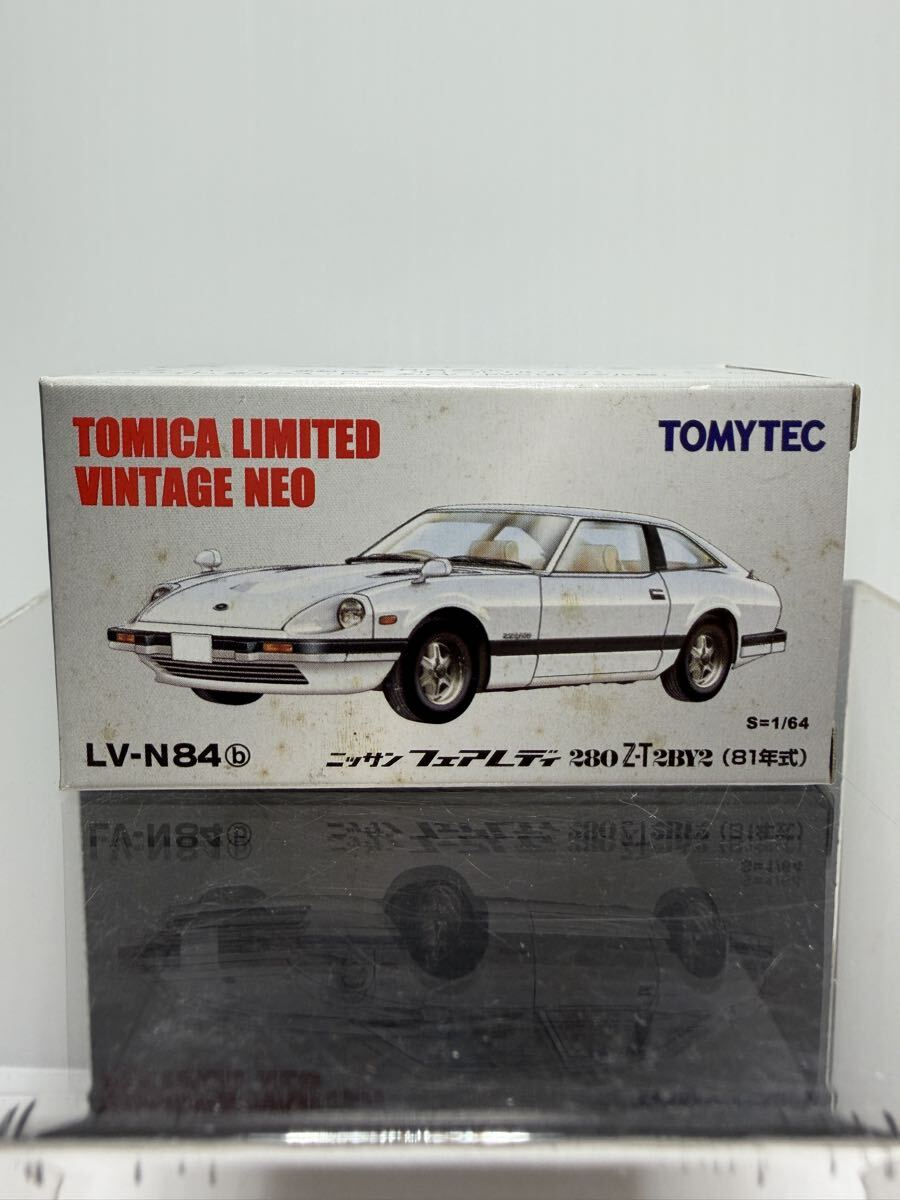 TOMICA LIMITED
VINTAGE NEO
TOMYTEC
S=1/64
LV-N84ⓑ
ニッサン フェアレディ 280 Z-T 2BY2 (81年式)